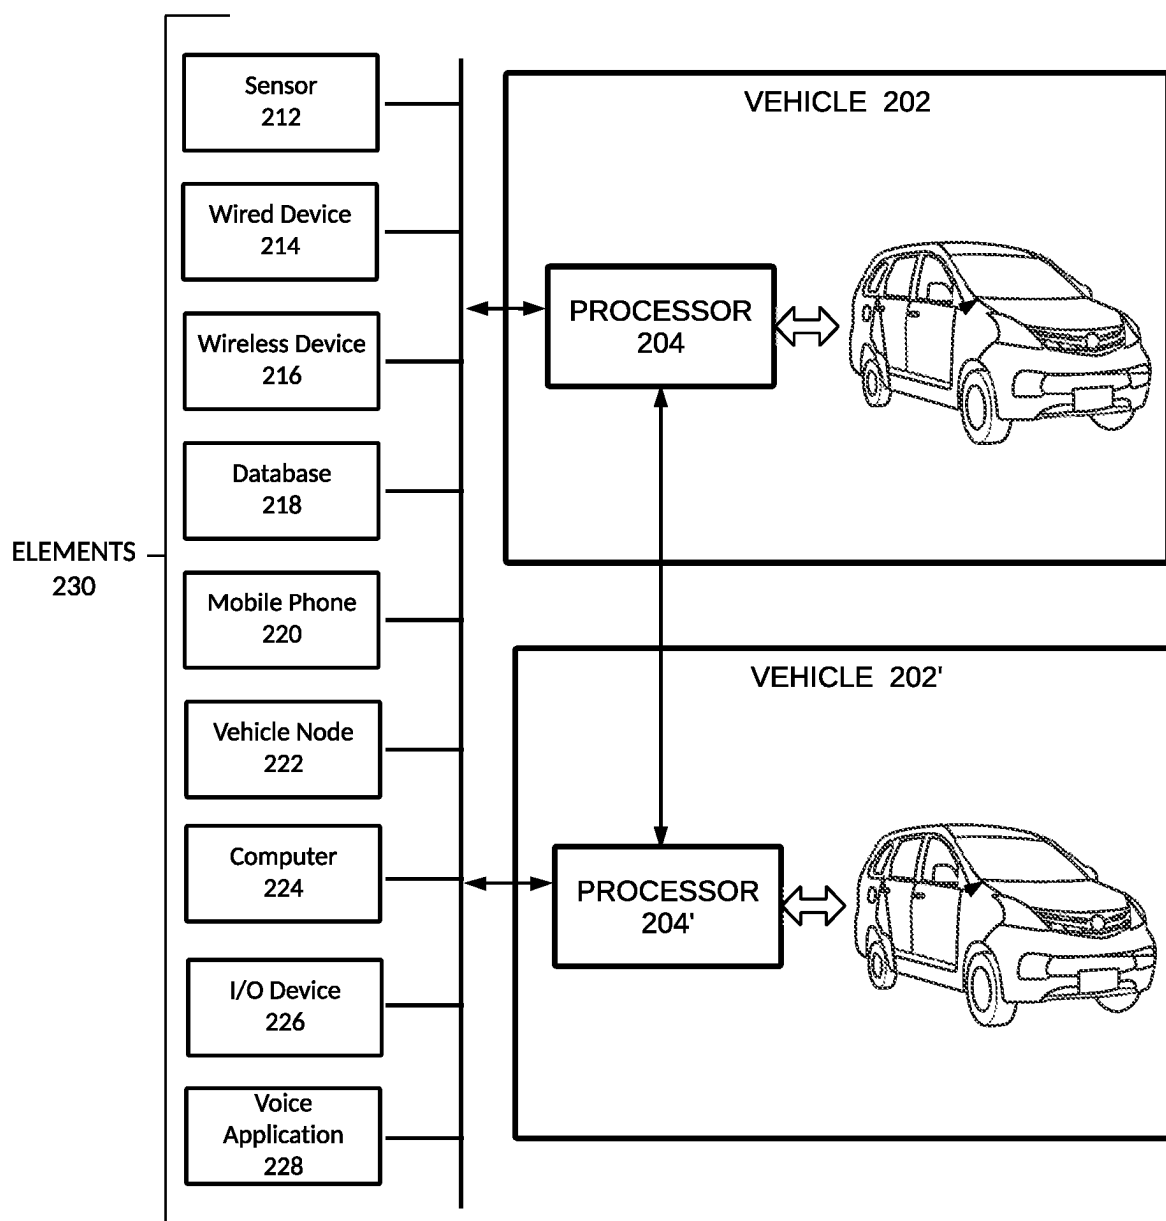 ELEMENTS
230
Sensor
212
Wired Device
214
Wireless Device
216
Database
218
Mobile Phone
220
Vehicle Node
222
Computer
224
I/O Device
226
Voice
Application
228
VEHICLE 202
PROCESSOR
204
VEHICLE 202'
PROCESSOR
204'